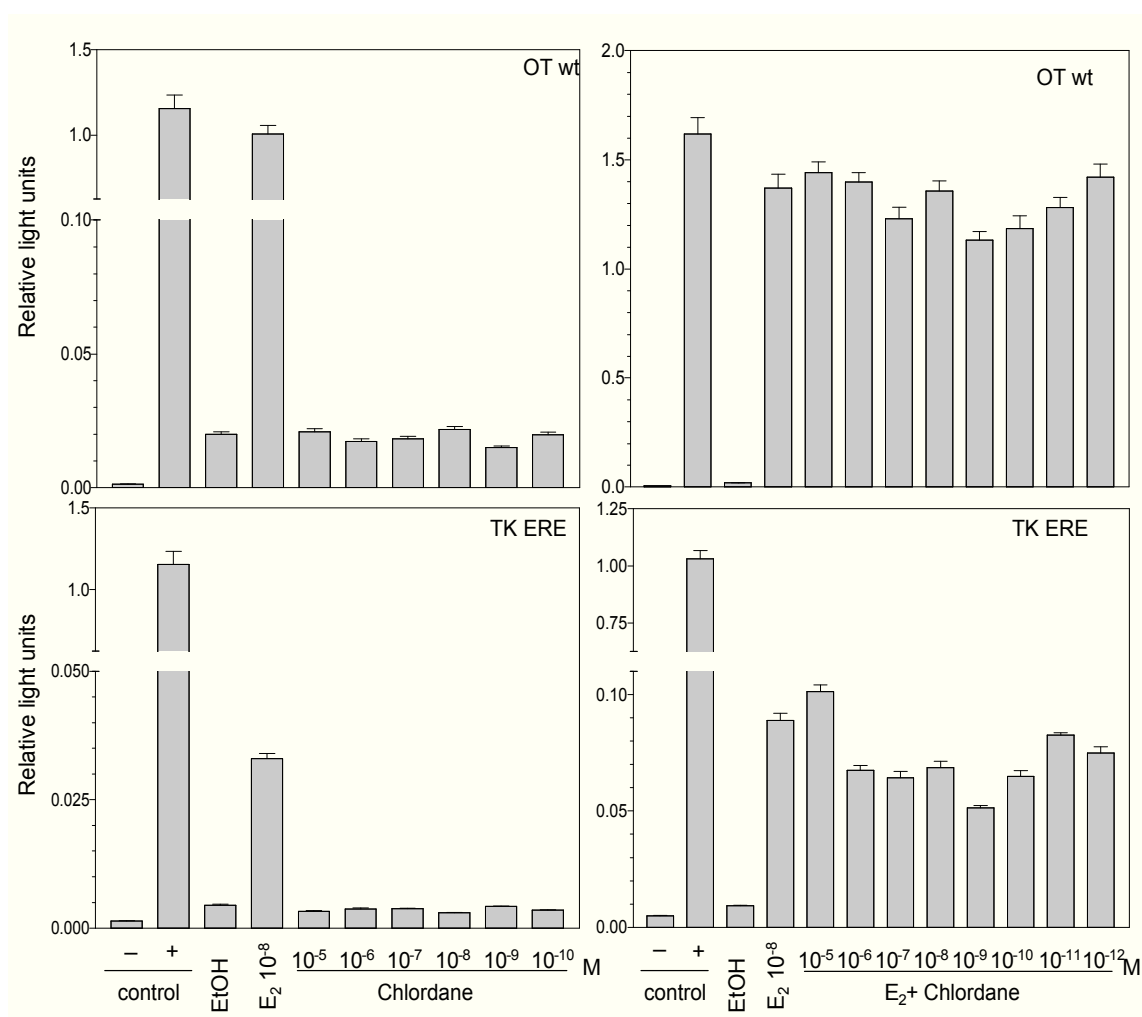 1.5
OT wt
1.0
0.10
0.05
0.00
Relative light units
2.0
OT wt
1.5
1.0
0.5
0.0
1.5
TK ERE
1.0
0.050
0.025
0.000
Relative light units
1.25
TK ERE
1.00
0.75
0.10
0.05
0.00
– + EtOH E₂ 10⁻⁸ 10⁻⁵ 10⁻⁶ 10⁻⁷ 10⁻⁸ 10⁻⁹ 10⁻¹⁰ M
control Chlordane
– + EtOH E₂ 10⁻⁸ 10⁻⁵ 10⁻⁶ 10⁻⁷ 10⁻⁸ 10⁻⁹ 10⁻¹⁰ 10⁻¹¹ 10⁻¹² M
control E₂+ Chlordane